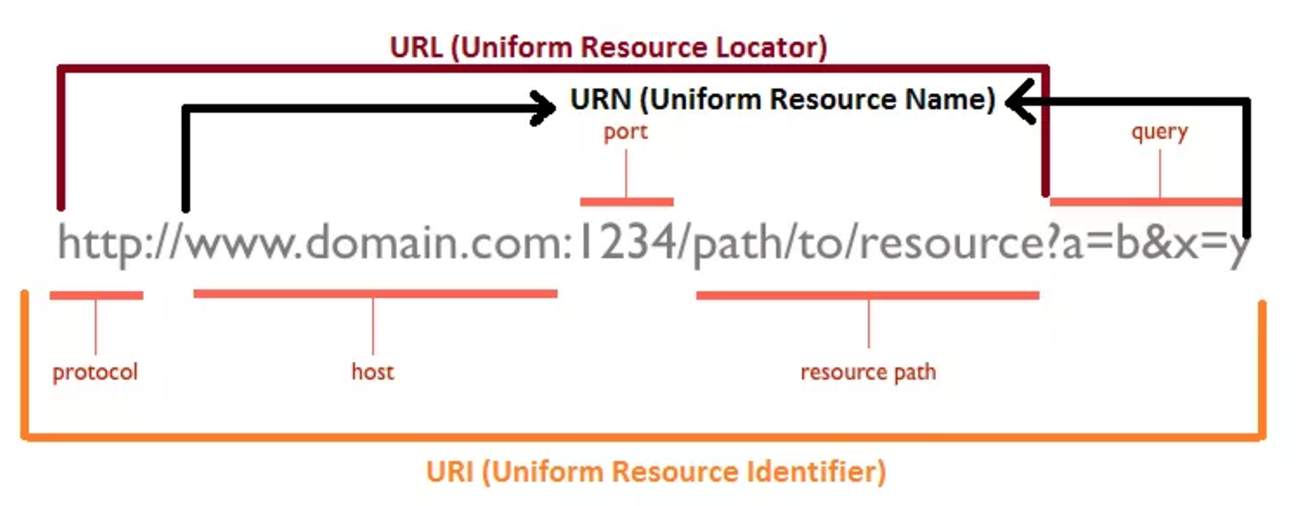 URL (Uniform Resource Locator)
URN (Uniform Resource Name)
port
query
http://www.domain.com:1234/path/to/resource?a=b&x=y
protocol
host
resource path
URI (Uniform Resource Identifier)